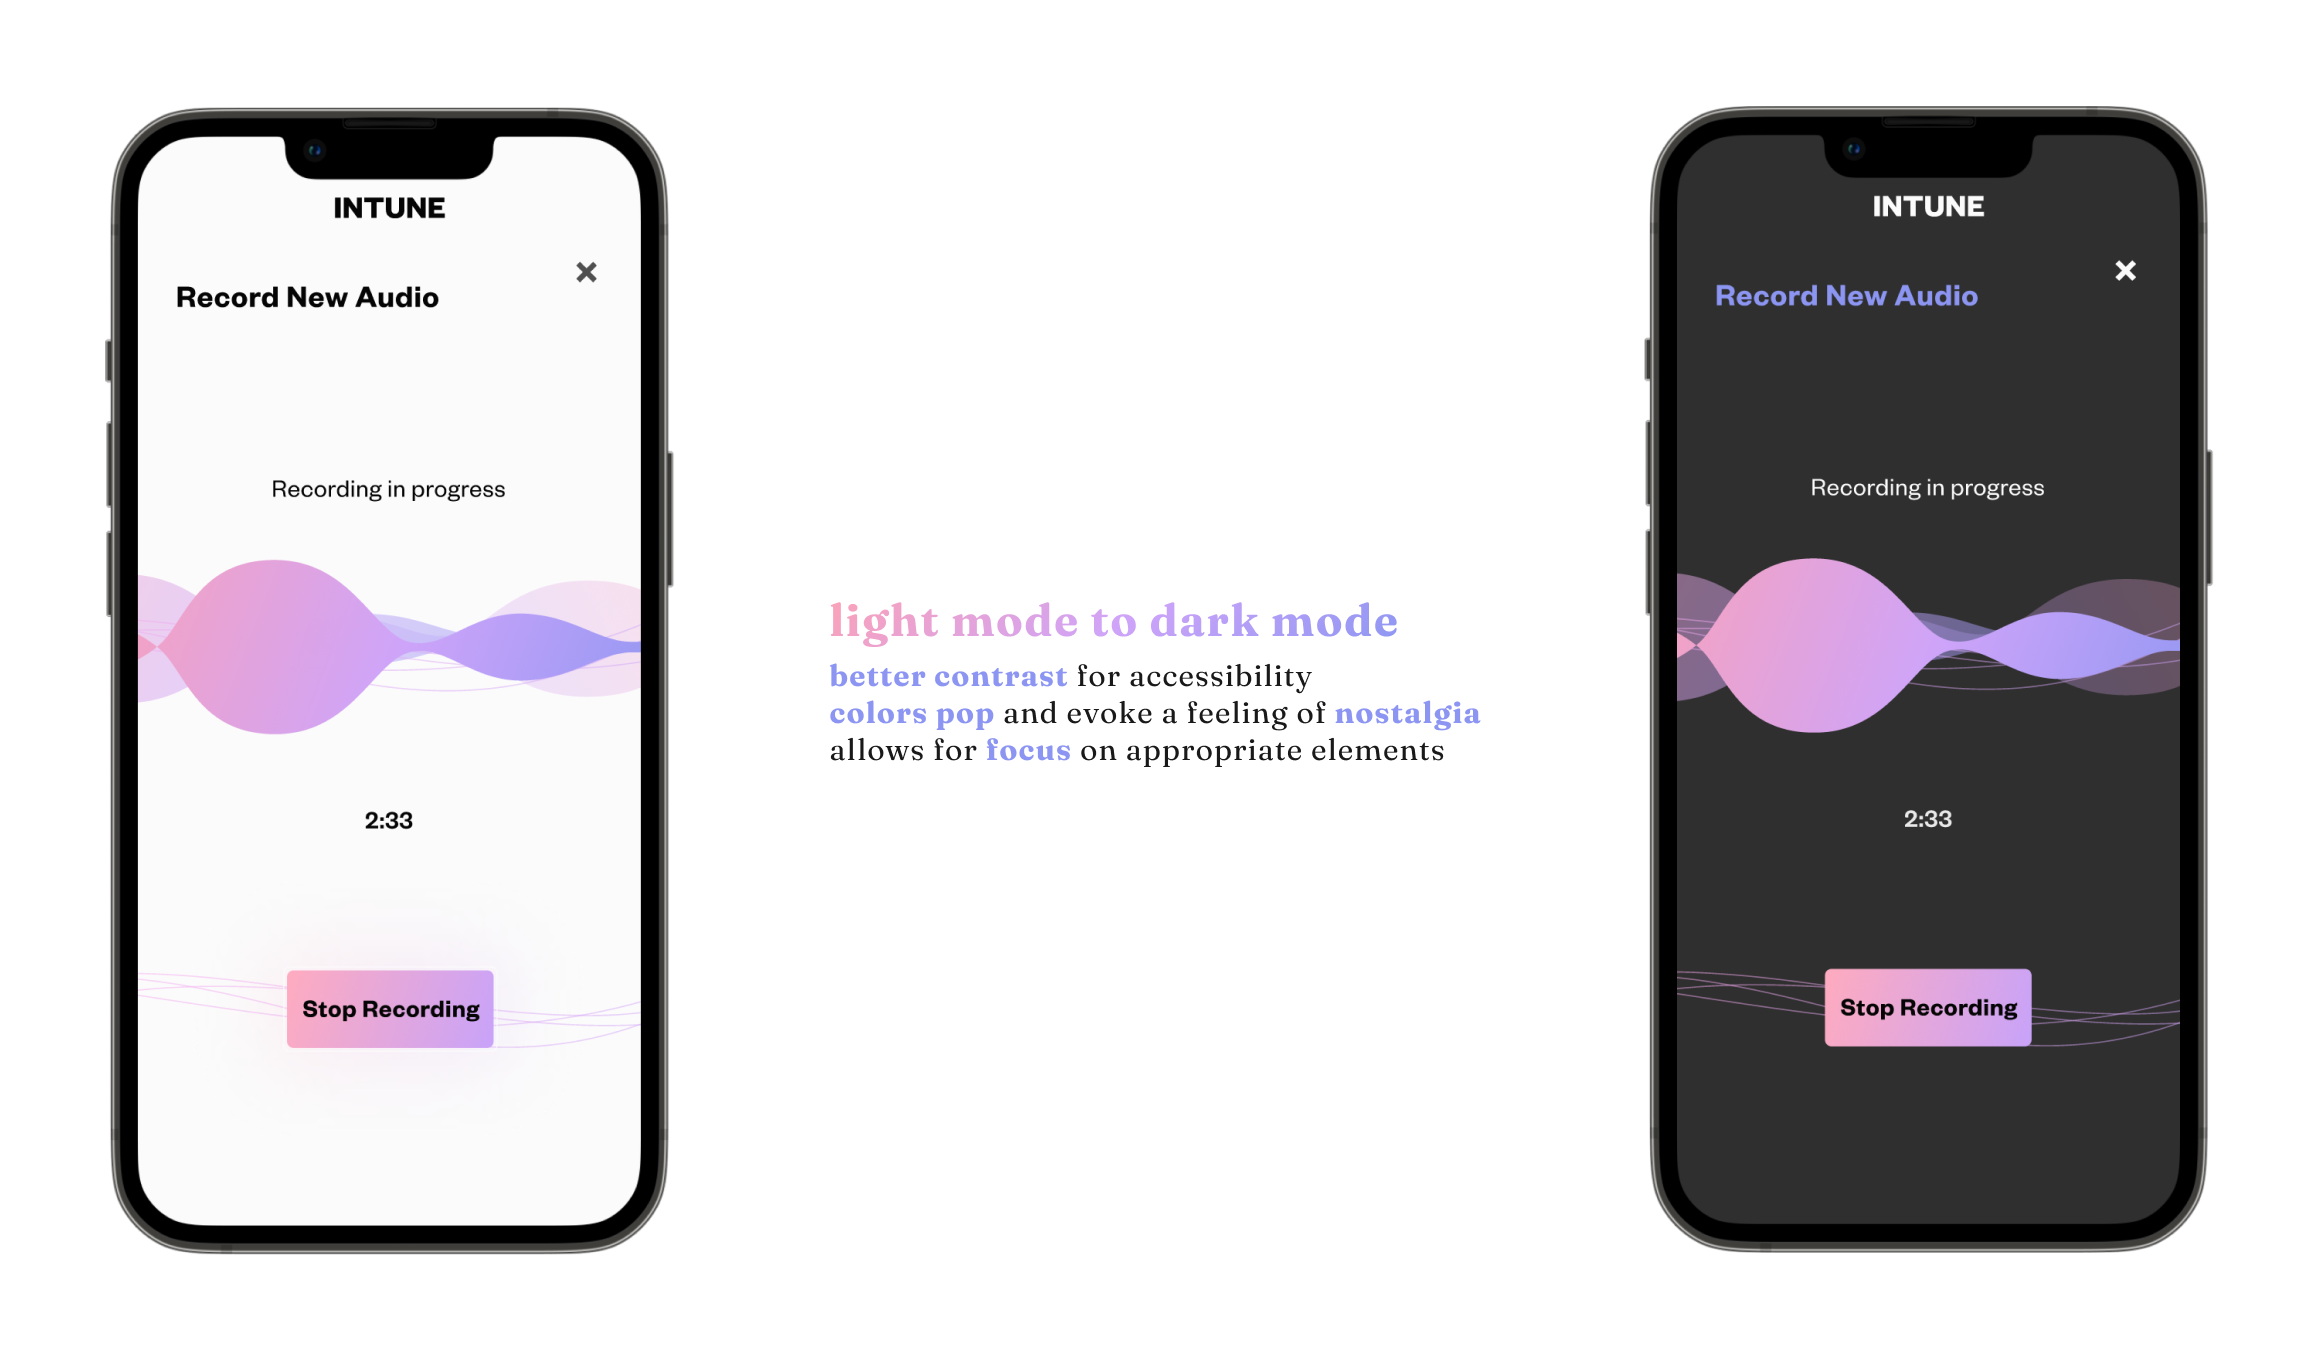 INTUNE
Record New Audio
Recording in progress
2:33
Stop Recording
light mode to dark mode
better contrast for accessibility
colors pop and evoke a feeling of nostalgia
allows for focus on appropriate elements
INTUNE
Record New Audio
Recording in progress
2:33
Stop Recording